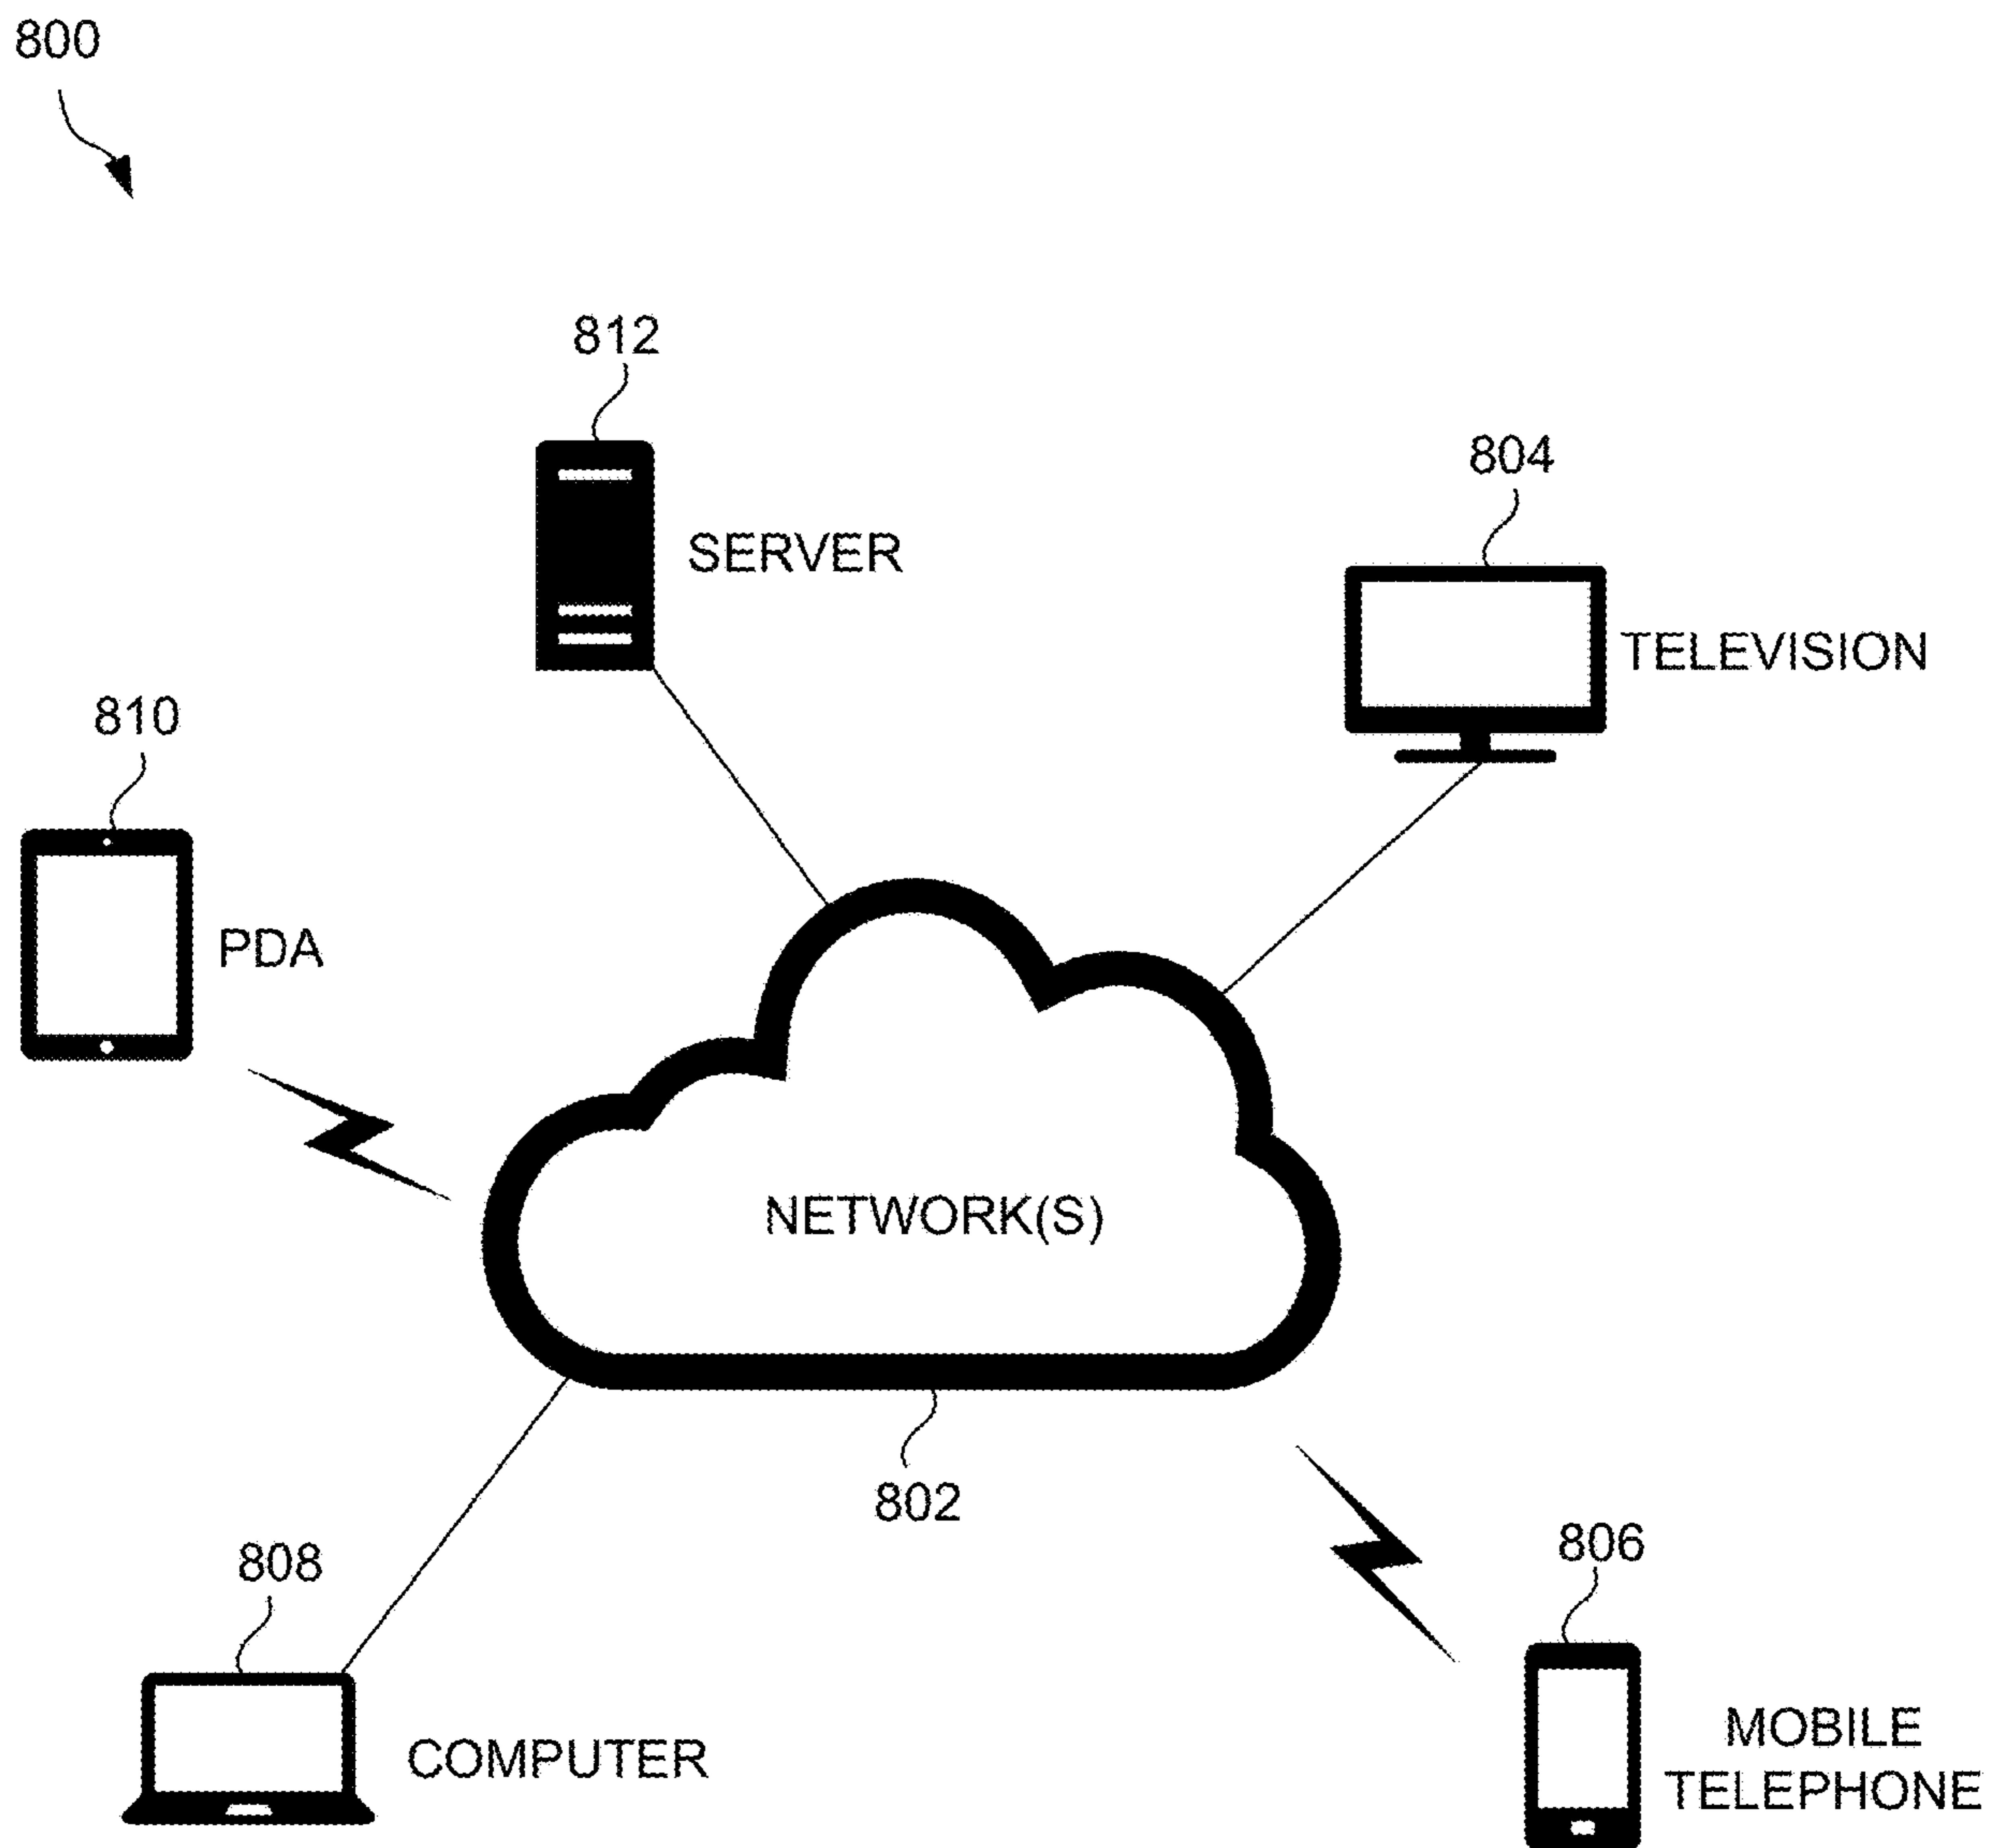 800
812
SERVER
804
TELEVISION
810
PDA
NETWORK(S)
802
808
COMPUTER
806
MOBILE
TELEPHONE